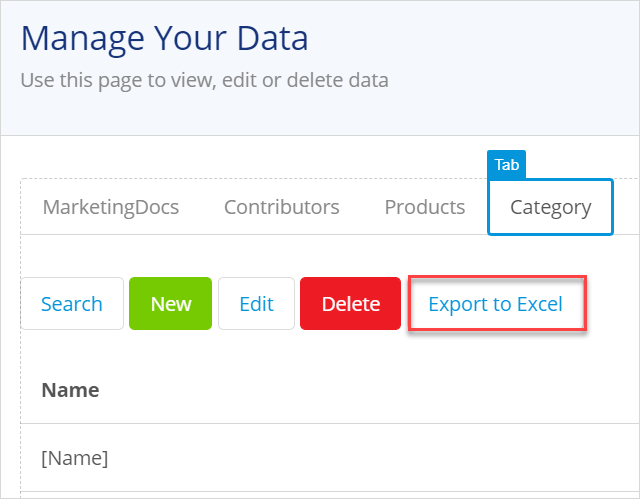 Manage Your Data
Use this page to view, edit or delete data
Tab
MarketingDocs Contributors Products Category
Search New Edit Delete Export to Excel
Name
[Name]